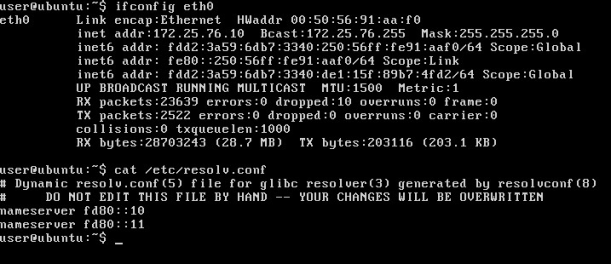 user@ubuntu:~$ ifconfig eth0
eth0      Link encap:Ethernet  HWaddr 00:50:56:91:aa:f0
          inet addr:172.25.76.10  Bcast:172.25.76.255  Mask:255.255.255.0
          inet6 addr: fdd2:3a59:6db7:3340:250:56ff:fe91:aaf0/64 Scope:Global
          inet6 addr: fe80::250:56ff:fe91:aaf0/64 Scope:Link
          inet6 addr: fdd2:3a59:6db7:3340:de1:15f:89b7:4fd2/64 Scope:Global
          UP BROADCAST RUNNING MULTICAST  MTU:1500  Metric:1
          RX packets:23639 errors:0 dropped:10 overruns:0 frame:0
          TX packets:2522 errors:0 dropped:0 overruns:0 carrier:0
          collisions:0 txqueuelen:1000
          RX bytes:28703243 (28.7 MB)  TX bytes:203116 (203.1 KB)
user@ubuntu:~$ cat /etc/resolv.conf
# Dynamic resolv.conf(5) file for glibc resolver(3) generated by resolvconf(8)
#     DO NOT EDIT THIS FILE BY HAND -- YOUR CHANGES WILL BE OVERWRITTEN
nameserver fd80::10
nameserver fd80::11
user@ubuntu:~$ _